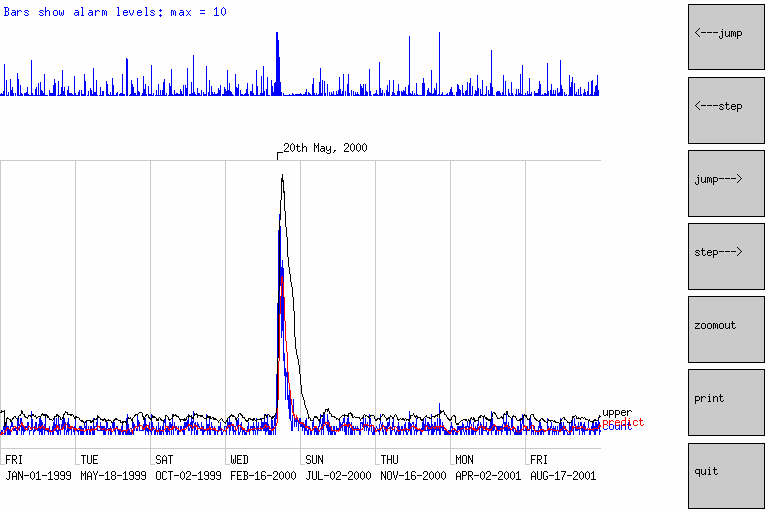 Bars show alarm levels: max = 10
<---jump
<---step
20th May, 2000
jump--->
step--->
zoomout
print
upper
predict
count
FRI TUE SAT WED SUN THU MON FRI
JAN-01-1999 MAY-18-1999 OCT-02-1999 FEB-16-2000 JUL-02-2000 NOV-16-2000 APR-02-2001 AUG-17-2001
quit